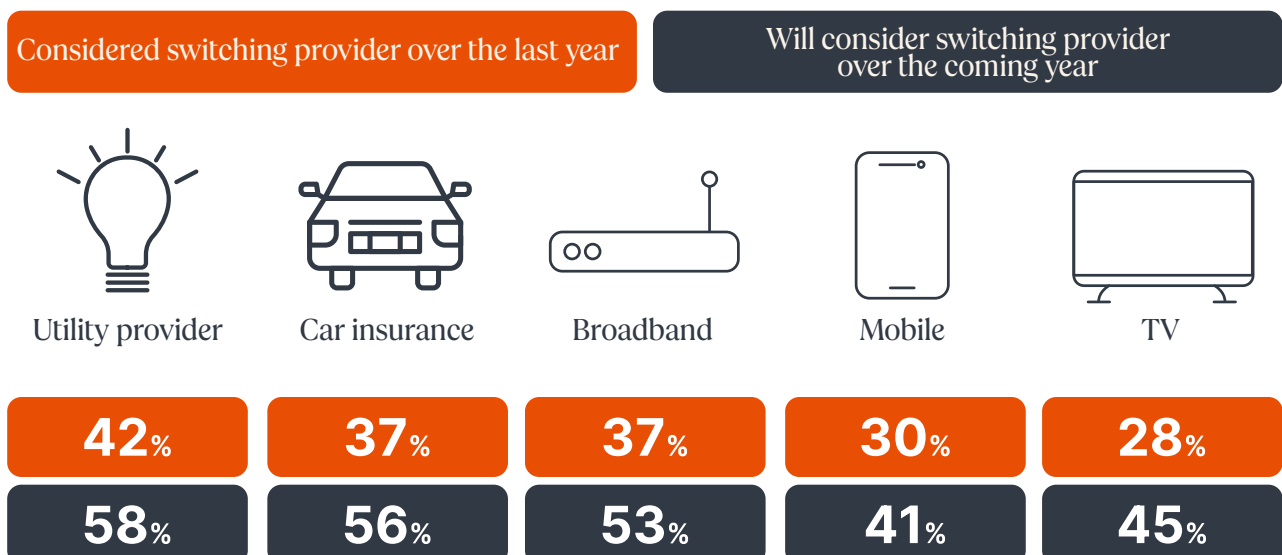 Considered switching provider over the last year
Will consider switching provider
over the coming year
Utility provider
Car insurance
Broadband
Mobile
TV
42%
37%
37%
30%
28%
58%
56%
53%
41%
45%